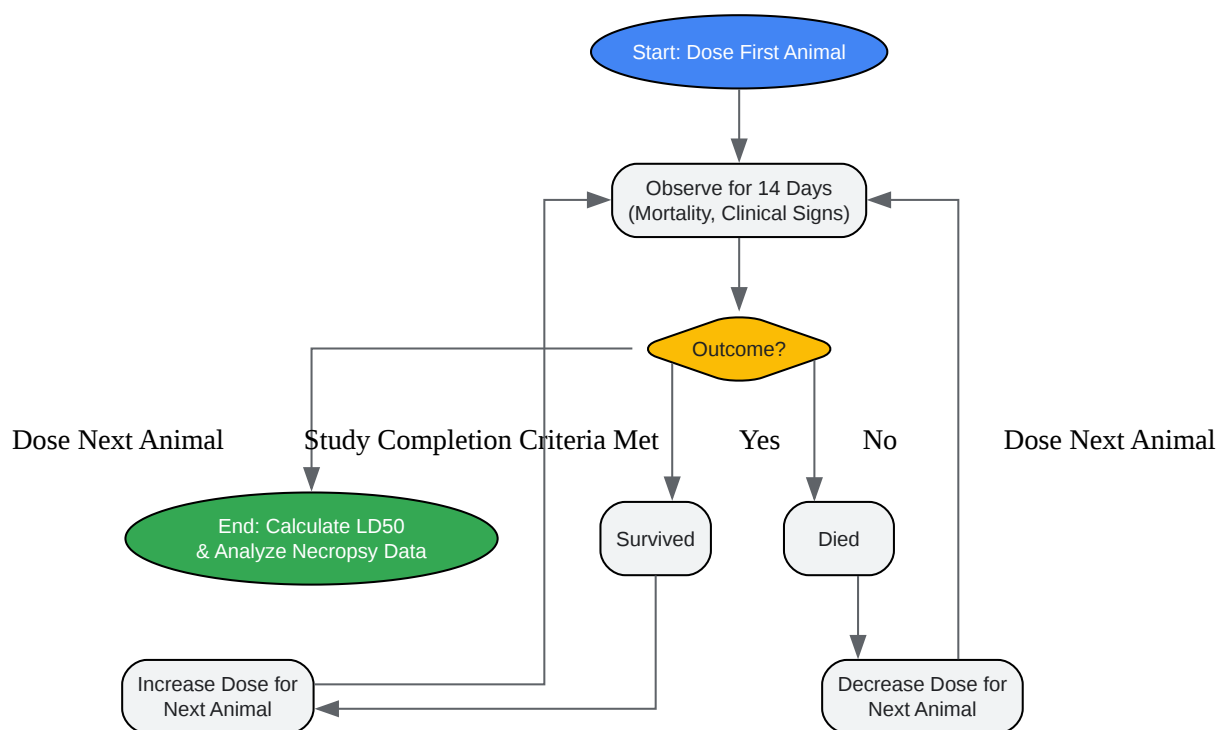 Start: Dose First Animal
Observe for 14 Days
(Mortality, Clinical Signs)
Outcome?
Dose Next Animal
Study Completion Criteria Met
Yes
No
Dose Next Animal
End: Calculate LD50
& Analyze Necropsy Data
Survived
Died
Increase Dose for
Next Animal
Decrease Dose for
Next Animal